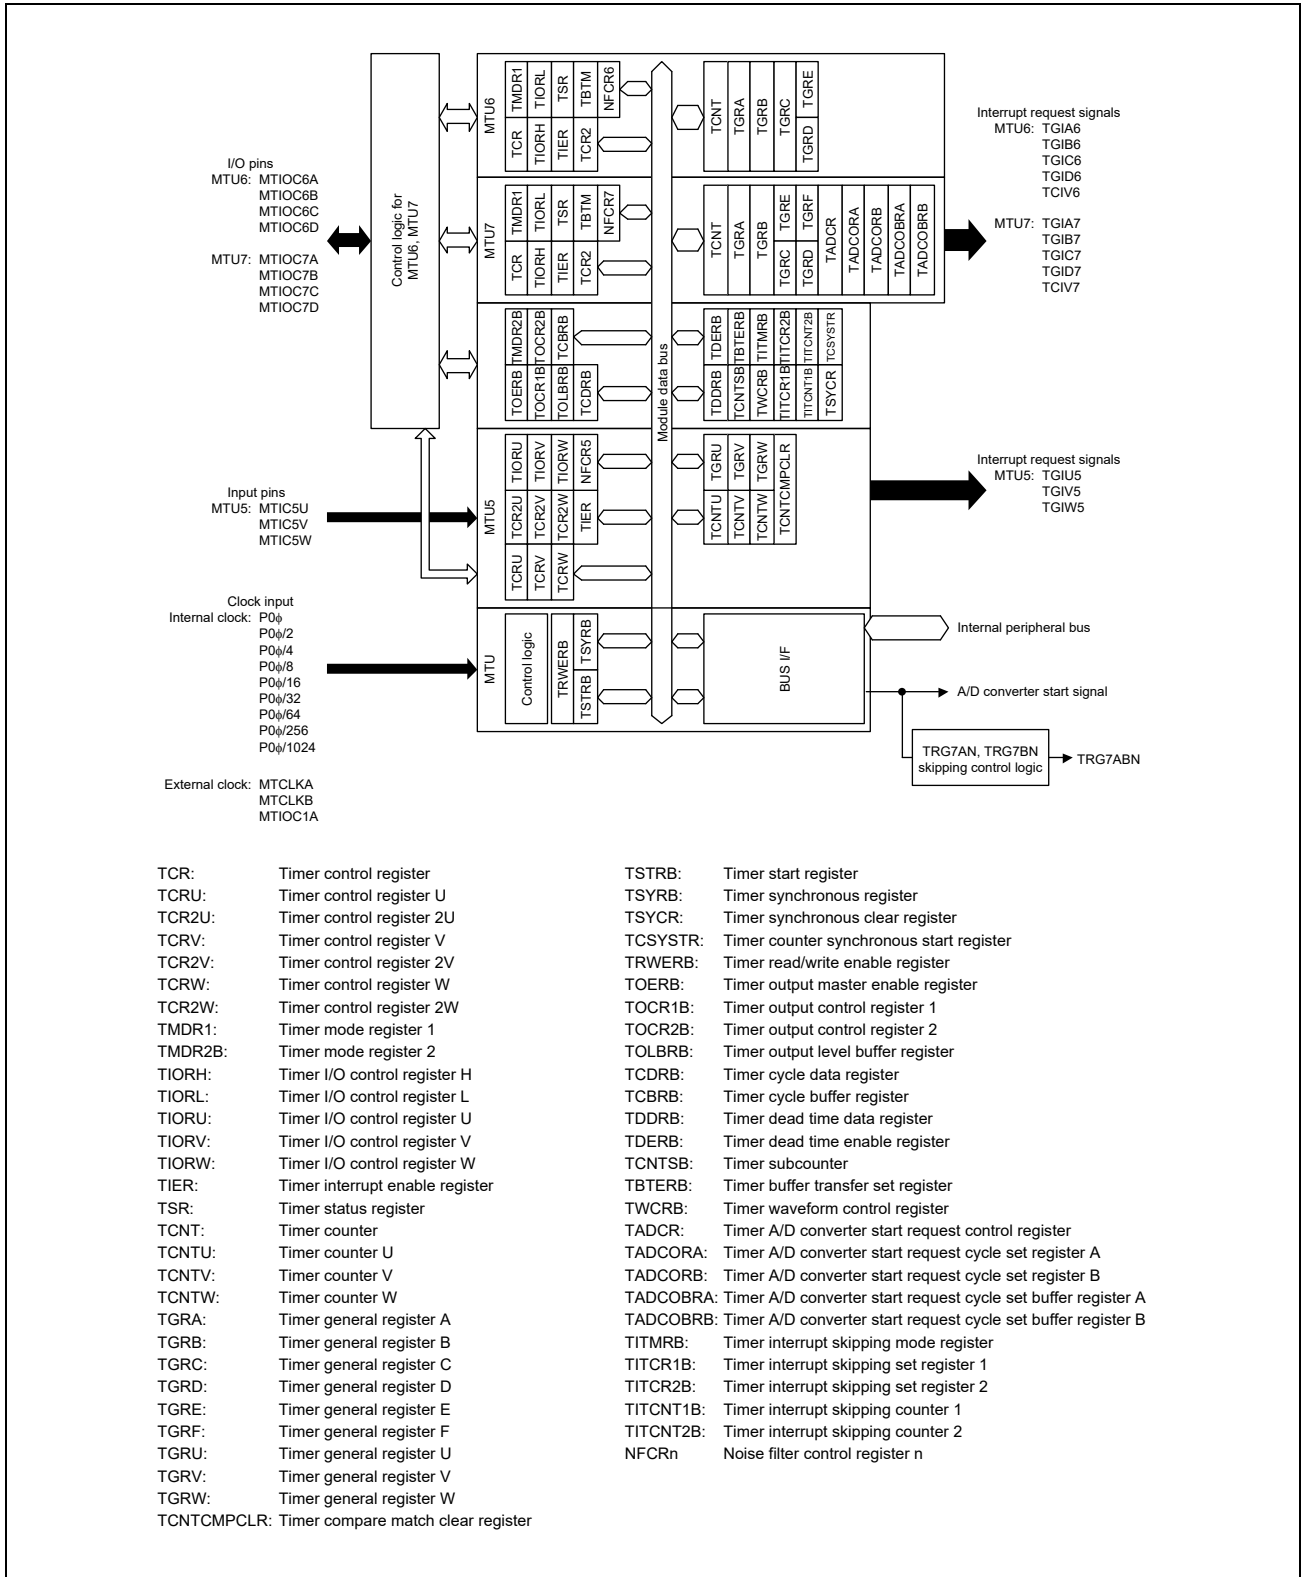 I/O pins
MTU6: MTIOC6A
MTIOC6B
MTIOC6C
MTIOC6D
MTU7: MTIOC7A
MTIOC7B
MTIOC7C
MTIOC7D
Input pins
MTU5: MTIC5U
MTIC5V
MTIC5W
Clock input
Internal clock: P0ϕ
P0ϕ/2
P0ϕ/4
P0ϕ/8
P0ϕ/16
P0ϕ/32
P0ϕ/64
P0ϕ/256
P0ϕ/1024
External clock: MTCLKA
MTCLKB
MTIOC1A
Control logic for
MTU6, MTU7
MTU6
TMDR1
TIORL
TSR
TBTM
NFCR6
TCR
TIORH
TIER
TCR2
TCNT
TGRA
TGRB
TGRC
TGRE
TGRD
MTU7
TMDR1
TIORL
TSR
TBTM
NFCR7
TCR
TIORH
TIER
TCR2
TCNT
TGRA
TGRB
TGRE
TGRF
TGRC
TGRD
TADCR
TADCORA
TADCORB
TADCOBRA
TADCOBRB
TMDR2B
TOCR2B
TCBRB
TOERB
TOCR1B
TOLBRB
TCDRB
Module data bus
TDERB
TBTERB
TITMRB
TITCR2B
TITCNT2B
TCSYSTR
TDDRB
TCNTSB
TWCRB
TITCR1B
TITCNT1B
TSYCR
MTU5
TIORU
TIORV
TIORW
NFCR5
TCR2U
TCR2V
TCR2W
TIER
TCRU
TCRV
TCRW
TGRU
TGRV
TGRW
TCNTU
TCNTV
TCNTW
TCNTCMPCLR
MTU
Control logic
TRWERB
TSYRB
TSTRB
BUS I/F
Interrupt request signals
MTU6: TGIA6
TGIB6
TGIC6
TGID6
TCIV6
MTU7: TGIA7
TGIB7
TGIC7
TGID7
TCIV7
Interrupt request signals
MTU5: TGIU5
TGIV5
TGIW5
Internal peripheral bus
A/D converter start signal
TRG7AN, TRG7BN
skipping control logic
TRG7ABN
TCR: Timer control register
TCRU: Timer control register U
TCR2U: Timer control register 2U
TCRV: Timer control register V
TCR2V: Timer control register 2V
TCRW: Timer control register W
TCR2W: Timer control register 2W
TMDR1: Timer mode register 1
TMDR2B: Timer mode register 2
TIORH: Timer I/O control register H
TIORL: Timer I/O control register L
TIORU: Timer I/O control register U
TIORV: Timer I/O control register V
TIORW: Timer I/O control register W
TIER: Timer interrupt enable register
TSR: Timer status register
TCNT: Timer counter
TCNTU: Timer counter U
TCNTV: Timer counter V
TCNTW: Timer counter W
TGRA: Timer general register A
TGRB: Timer general register B
TGRC: Timer general register C
TGRD: Timer general register D
TGRE: Timer general register E
TGRF: Timer general register F
TGRU: Timer general register U
TGRV: Timer general register V
TGRW: Timer general register W
TCNTCMPCLR: Timer compare match clear register
TSTRB: Timer start register
TSYRB: Timer synchronous register
TSYCR: Timer synchronous clear register
TCSYSTR: Timer counter synchronous start register
TRWERB: Timer read/write enable register
TOERB: Timer output master enable register
TOCR1B: Timer output control register 1
TOCR2B: Timer output control register 2
TOLBRB: Timer output level buffer register
TCDRB: Timer cycle data register
TCBRB: Timer cycle buffer register
TDDRB: Timer dead time data register
TDERB: Timer dead time enable register
TCNTSB: Timer subcounter
TBTERB: Timer buffer transfer set register
TWCRB: Timer waveform control register
TADCR: Timer A/D converter start request control register
TADCORA: Timer A/D converter start request cycle set register A
TADCORB: Timer A/D converter start request cycle set register B
TADCOBRA: Timer A/D converter start request cycle set buffer register A
TADCOBRB: Timer A/D converter start request cycle set buffer register B
TITMRB: Timer interrupt skipping mode register
TITCR1B: Timer interrupt skipping set register 1
TITCR2B: Timer interrupt skipping set register 2
TITCNT1B: Timer interrupt skipping counter 1
TITCNT2B: Timer interrupt skipping counter 2
NFCRn Noise filter control register n